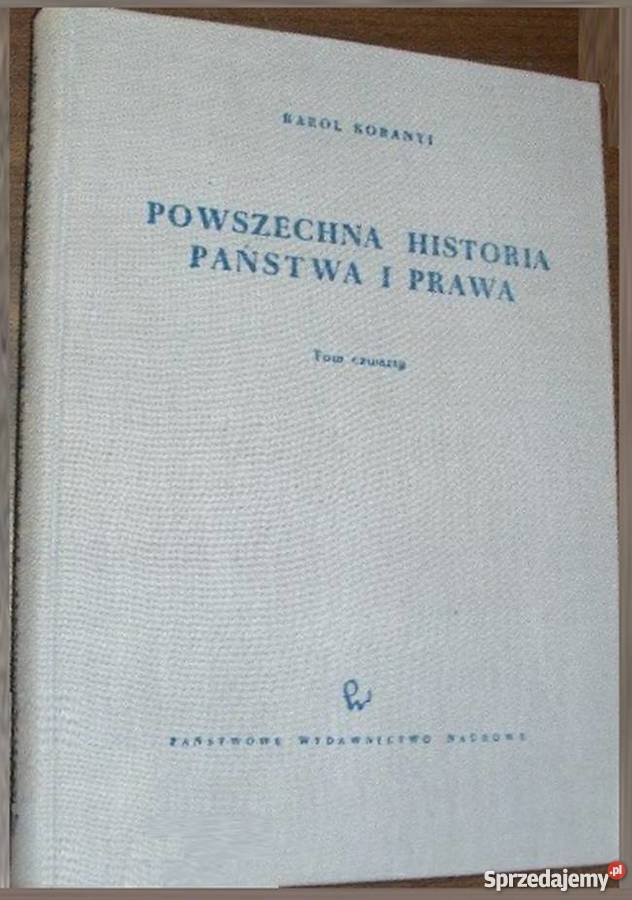 KAROL KORANYI
POWSZECHNA HISTORIA
PAŃSTWA I PRAWA
Tom czwarty
PAŃSTWOWE WYDAWNICTWO NAUKOWE
Sprzedajemy.pl